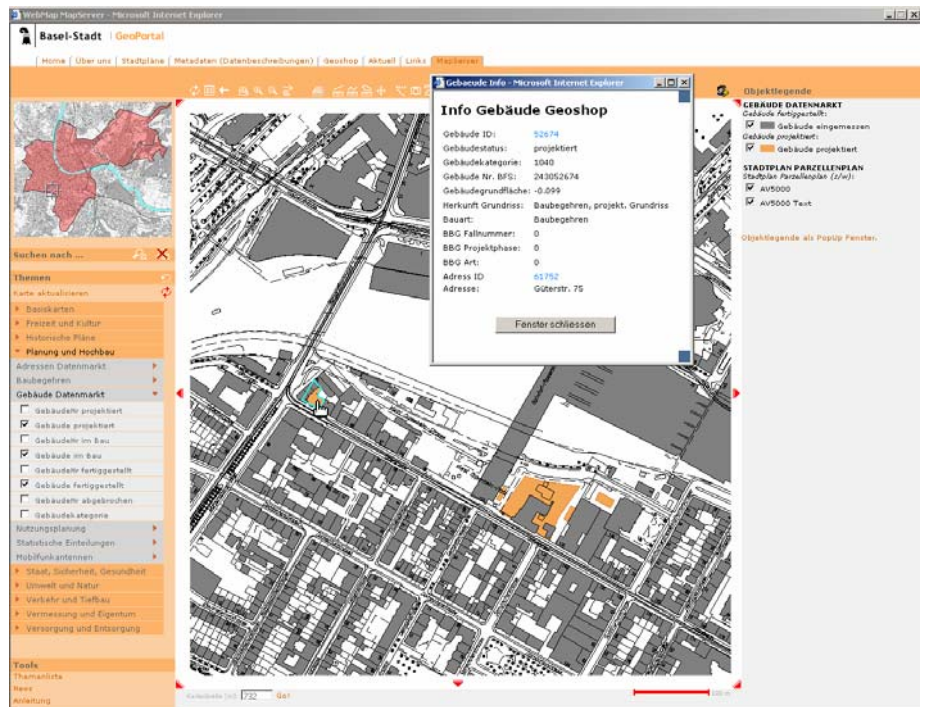 WebMap MapServer - Microsoft Internet Explorer
Basel-Stadt | GeoPortal
Home | Über uns | Stadtpläne | Metadaten (Datenbeschreibungen) | Geoshop | Aktuell | Links | MapServer
Suchen nach ...
Themen
Karte aktualisieren
Basiskarten
Freizeit und Kultur
Historische Pläne
Planung und Hochbau
Adressen Datenmarkt
Baubegehren
Gebäude Datenmarkt
GebäudeNr projektiert
Gebäude projektiert
GebäudeNr im Bau
Gebäude im Bau
GebäudeNr fertiggestellt
Gebäude fertiggestellt
GebäudeNr abgebrochen
Gebäudekategorie
Nutzungsplanung
Statistische Einteilungen
Mobilfunkantennen
Staat, Sicherheit, Gesundheit
Umwelt und Natur
Verkehr und Tiefbau
Vermessung und Eigentum
Versorgung und Entsorgung
Tools
Themenliste
News
Anleitung
Gebaeude Info - Microsoft Internet Explorer
Info Gebäude Geoshop
Gebäude ID: 52674
Gebäudestatus: projektiert
Gebäudekategorie: 1040
Gebäude Nr. BFS: 243052674
Gebäudegrundfläche: -0.099
Herkunft Grundriss: Baubegehren, projekt. Grundriss
Bauart: Baubegehren
BBG Fallnummer: 0
BBG Projektphase: 0
BBG Art: 0
Adress ID 61752
Adresse: Güterstr. 75
Fenster schliessen
Objektlegende
GEBÄUDE DATENMARKT
Gebäude fertiggestellt:
Gebäude eingemessen
Gebäude projektiert:
Gebäude projektiert
STADTPLAN PARZELLENPLAN
Stadtplan Parzellenplan (s/w):
AV5000
AV5000 Text
Objektlegende als PopUp Fenster.
732 Go!